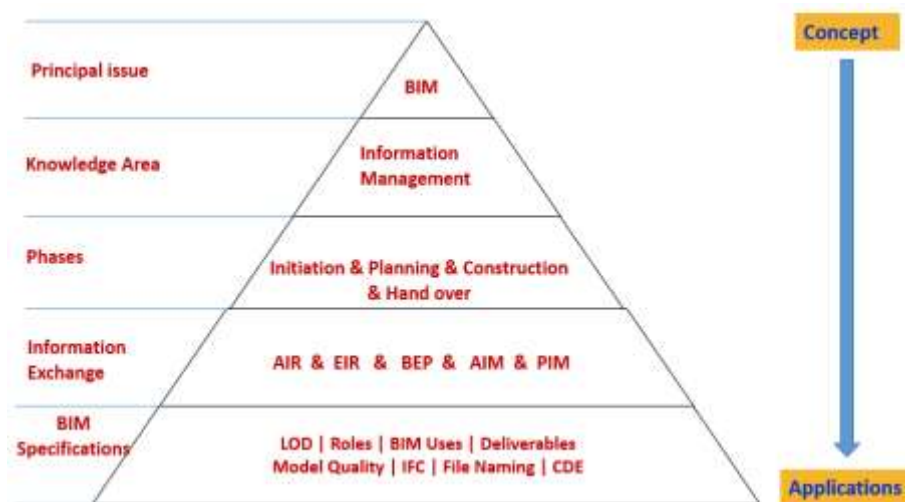 Concept
Principal issue
BIM
Knowledge Area
Information
Management
Phases
Initiation & Planning & Construction
& Hand over
Information
Exchange
AIR & EIR & BEP & AIM & PIM
BIM
Specifications
LOD | Roles | BIM Uses | Deliverables
Model Quality | IFC | File Naming | CDE
Applications